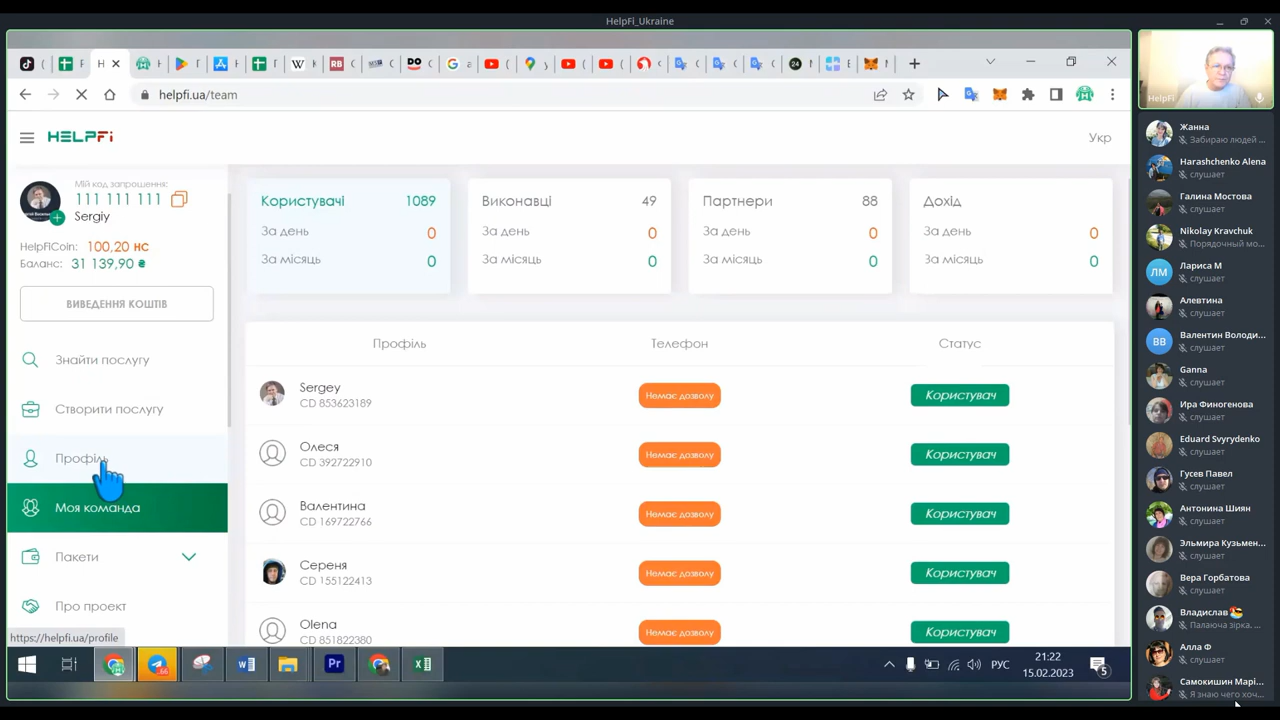 HelpFi_Ukraine
helpfi.ua/team
HELPFi
Укр
Мій код запрошення:
111 111 111
Sergiy
HelpFiCoin: 100,20 HC
Баланс: 31 139,90 ₴
ВИВЕДЕННЯ КОШТІВ
Знайти послугу
Створити послугу
Профіль
Моя команда
Пакети
Про проект
https://helpfi.ua/profile
Користувачі 1089
За день 0
За місяць 0
Виконавці 49
За день 0
За місяць 0
Партнери 88
За день 0
За місяць 0
Дохід
За день 0
За місяць 0
Профіль Телефон Статус
Sergey
CD 853623189
Немає дозволу
Користувач
Олеся
CD 392722910
Немає дозволу
Користувач
Валентина
CD 169722766
Немає дозволу
Користувач
Сереня
CD 155122413
Немає дозволу
Користувач
Olena
CD 851822380
Немає дозволу
Користувач
РУС
21:22
15.02.2023
5
HelpFi
Жанна
Забираю людей ...
Harashchenko Alena
слушает
Галина Мостова
слушает
Nikolay Kravchuk
Порядочный мо...
ЛМ
Лариса М
слушает
Алевтина
слушает
ВВ
Валентин Володи...
слушает
Ganna
слушает
Ира Финогенова
слушает
Eduard Svyrydenko
слушает
Гусев Павел
слушает
Антонина Шиян
слушает
Эльмира Кузьмен...
слушает
Вера Горбатова
слушает
Владислав
Палаюча зірка. ...
Алла Ф
слушает
Самокишин Марі...
Я знаю чего хоч...